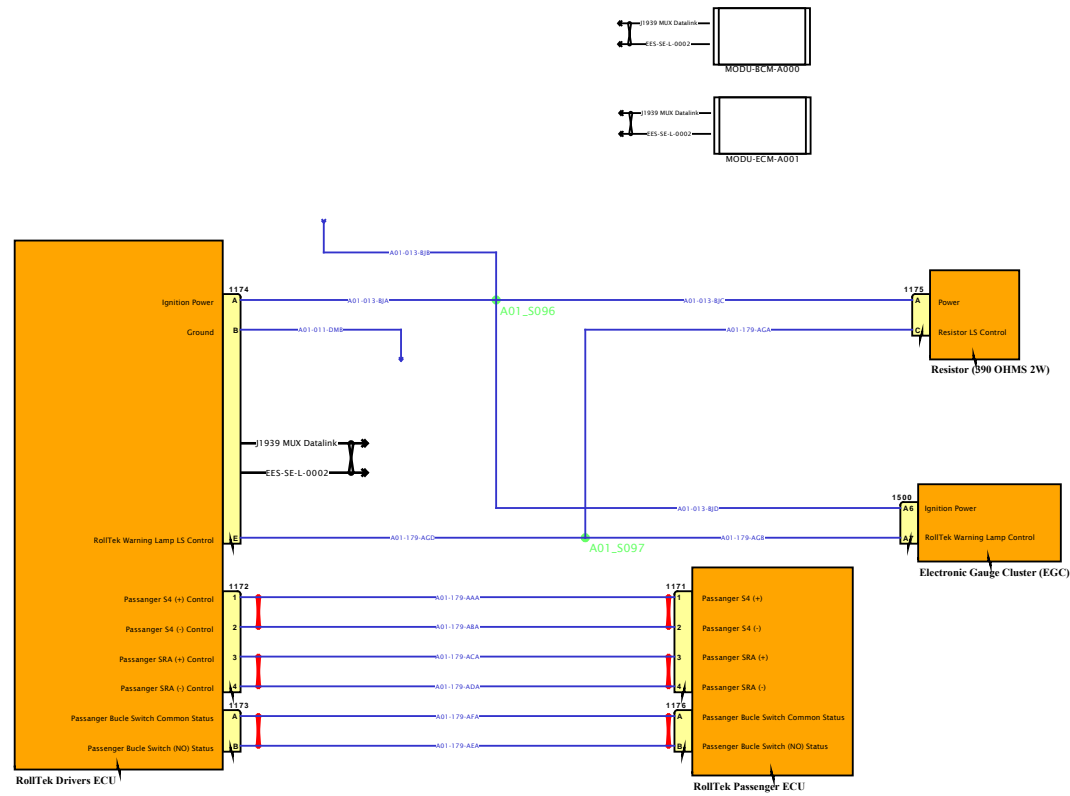 J1939 MUX Datalink
EES-SE-L-0002
MODU-BCM-A000
J1939 MUX Datalink
EES-SE-L-0002
MODU-ECM-A001
A01-013-BJB
1174
1175
Ignition Power A A01-013-BJA A01-013-BJC A Power
A01_S096
Ground B A01-011-DMB A01-179-AGA C Resistor LS Control
Resistor (390 OHMS 2W)
J1939 MUX Datalink
EES-SE-L-0002
1500
A01-013-BJD A6 Ignition Power
RollTek Warning Lamp LS Control E A01-179-AGD A01-179-AGB RollTek Warning Lamp Control
A01_S097
Electronic Gauge Cluster (EGC)
1172
1171
Passanger S4 (+) Control 1 A01-179-AAA 1 Passanger S4 (+)
Passanger S4 (-) Control 2 A01-179-ABA 2 Passanger S4 (-)
Passanger SRA (+) Control 3 A01-179-ACA 3 Passanger SRA (+)
Passanger SRA (-) Control 4 A01-179-ADA 4 Passanger SRA (-)
1173
1176
Passanger Bucle Switch Common Status A A01-179-AFA A Passanger Bucle Switch Common Status
Passenger Bucle Switch (NO) Status B A01-179-AEA B Passenger Bucle Switch (NO) Status
RollTek Drivers ECU
RollTek Passenger ECU